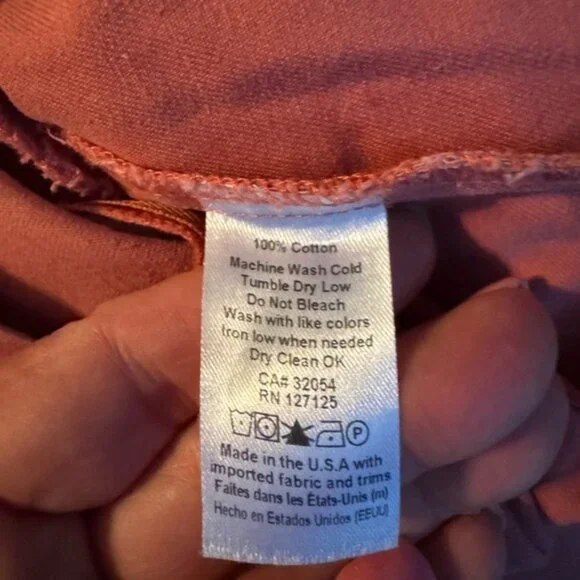 100% Cotton
Machine Wash Cold
Tumble Dry Low
Do Not Bleach
Wash with like colors
Iron low when needed
Dry Clean OK
CA# 32054
RN 127125
P
Made in the U.S.A with
imported fabric and trims
Faites dans les États-Unis (m)
Hecho en Estados Unidos (EEUU)